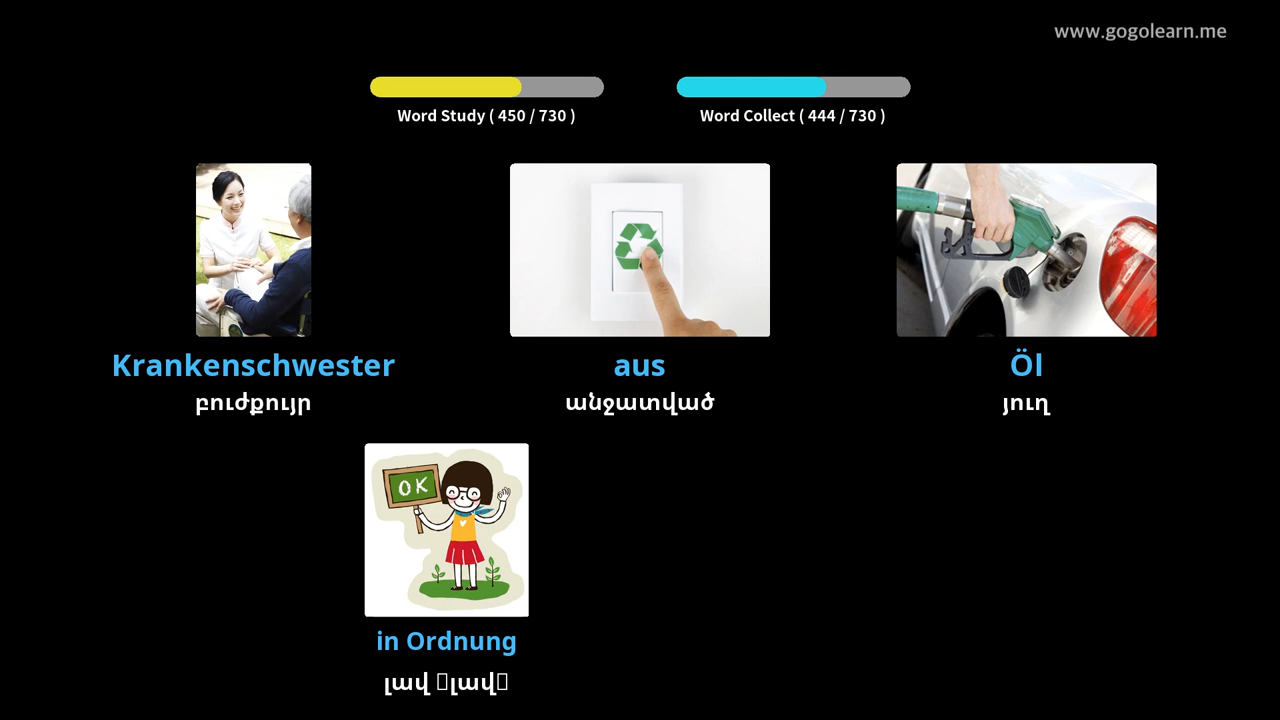 www.gogolearn.me
Word Study ( 450 / 730 )
Word Collect ( 444 / 730 )
Krankenschwester
aus
Öl
բուժքույր
անջատված
յուղ
OK
in Ordnung
լավ ▯լավ▯